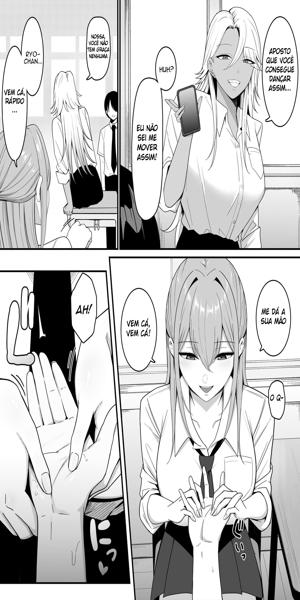 APOSTO
QUE VOCÊ
CONSEGUE
DANÇAR
ASSIM...
HUH?
EU NÃO
SEI ME
MOVER
ASSIM!
NOSSA,
VOCÊ NÃO
TEM GRAÇA
NENHUMA
RYO-
CHAN...
VEM CÁ,
RÁPIDO
...
ME DÁ A
SUA MÃO
O Q-
VEM CÁ,
VEM CÁ!
AH!